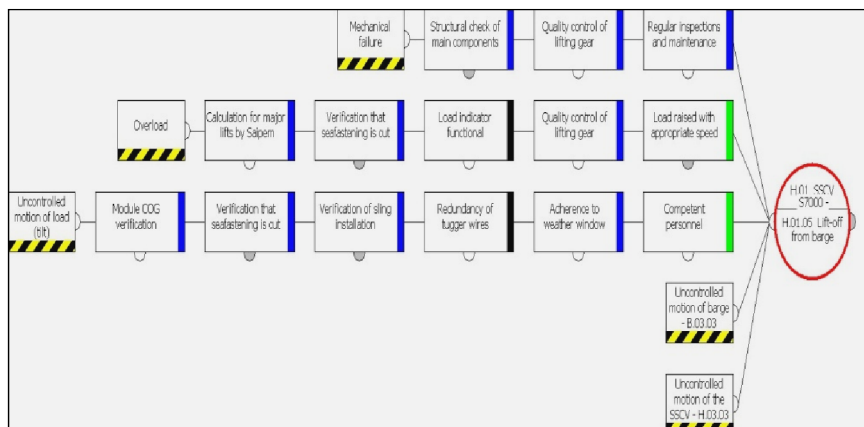 Mechanical
failure
Structural check of
main components
Quality control of
lifting gear
Regular inspections
and maintenance
Overload
Calculation for major
lifts by Saipem
Verification that
seafastening is cut
Load indicator
functional
Quality control of
lifting gear
Load raised with
appropriate speed
Uncontrolled
motion of load
(tilt)
Module COG
verification
Verification that
seafastening is cut
Verification of sling
installation
Redundancy of
tugger wires
Adherence to
weather window
Competent
personnel
H.01 SSCV
S7000 -
H.01.05 Lift-off
from barge
Uncontrolled
motion of barge
- B.03.03
Uncontrolled
motion of the
SSCV - H.03.03